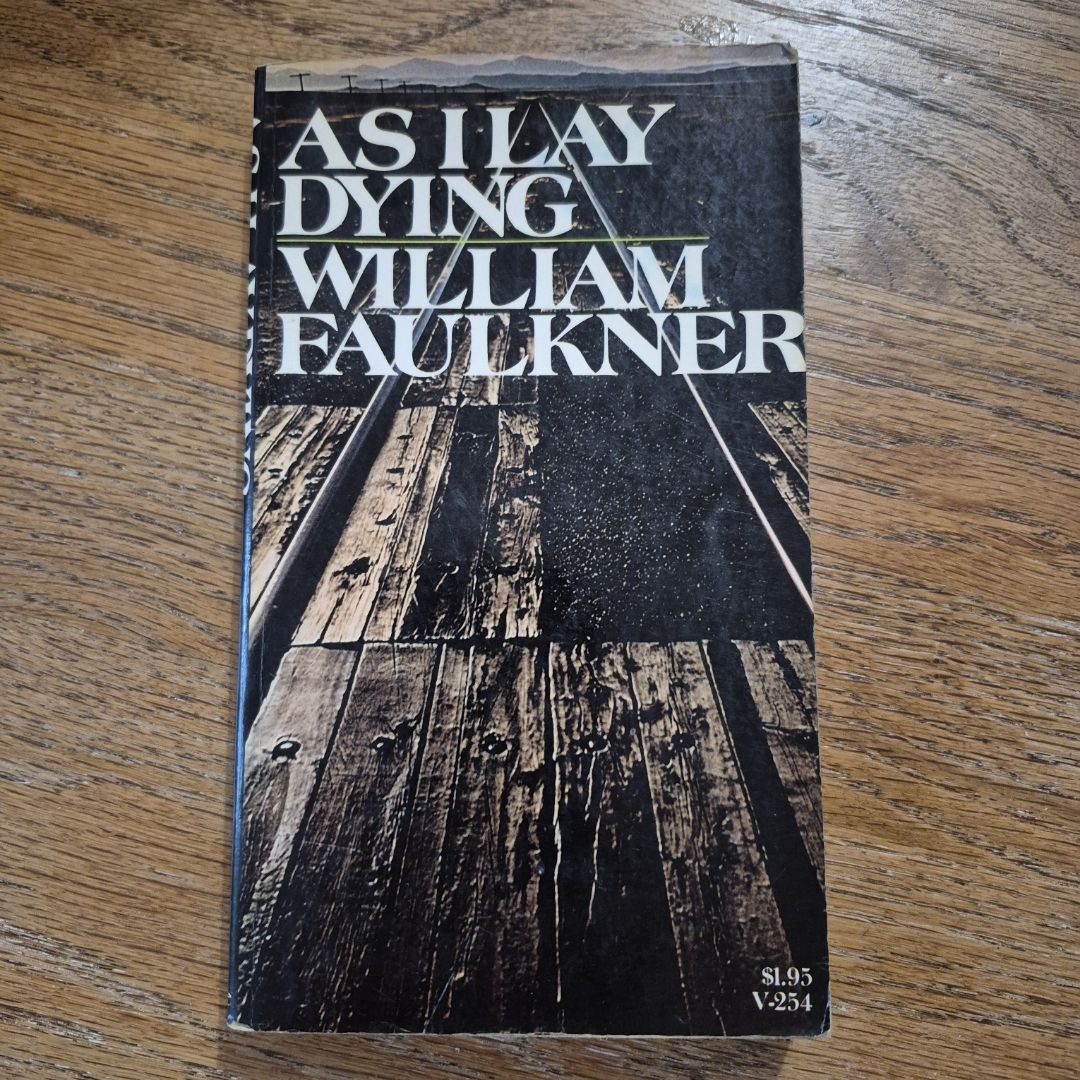 AS I LAY
DYING
WILLIAM
FAULKNER
$1.95
V-254